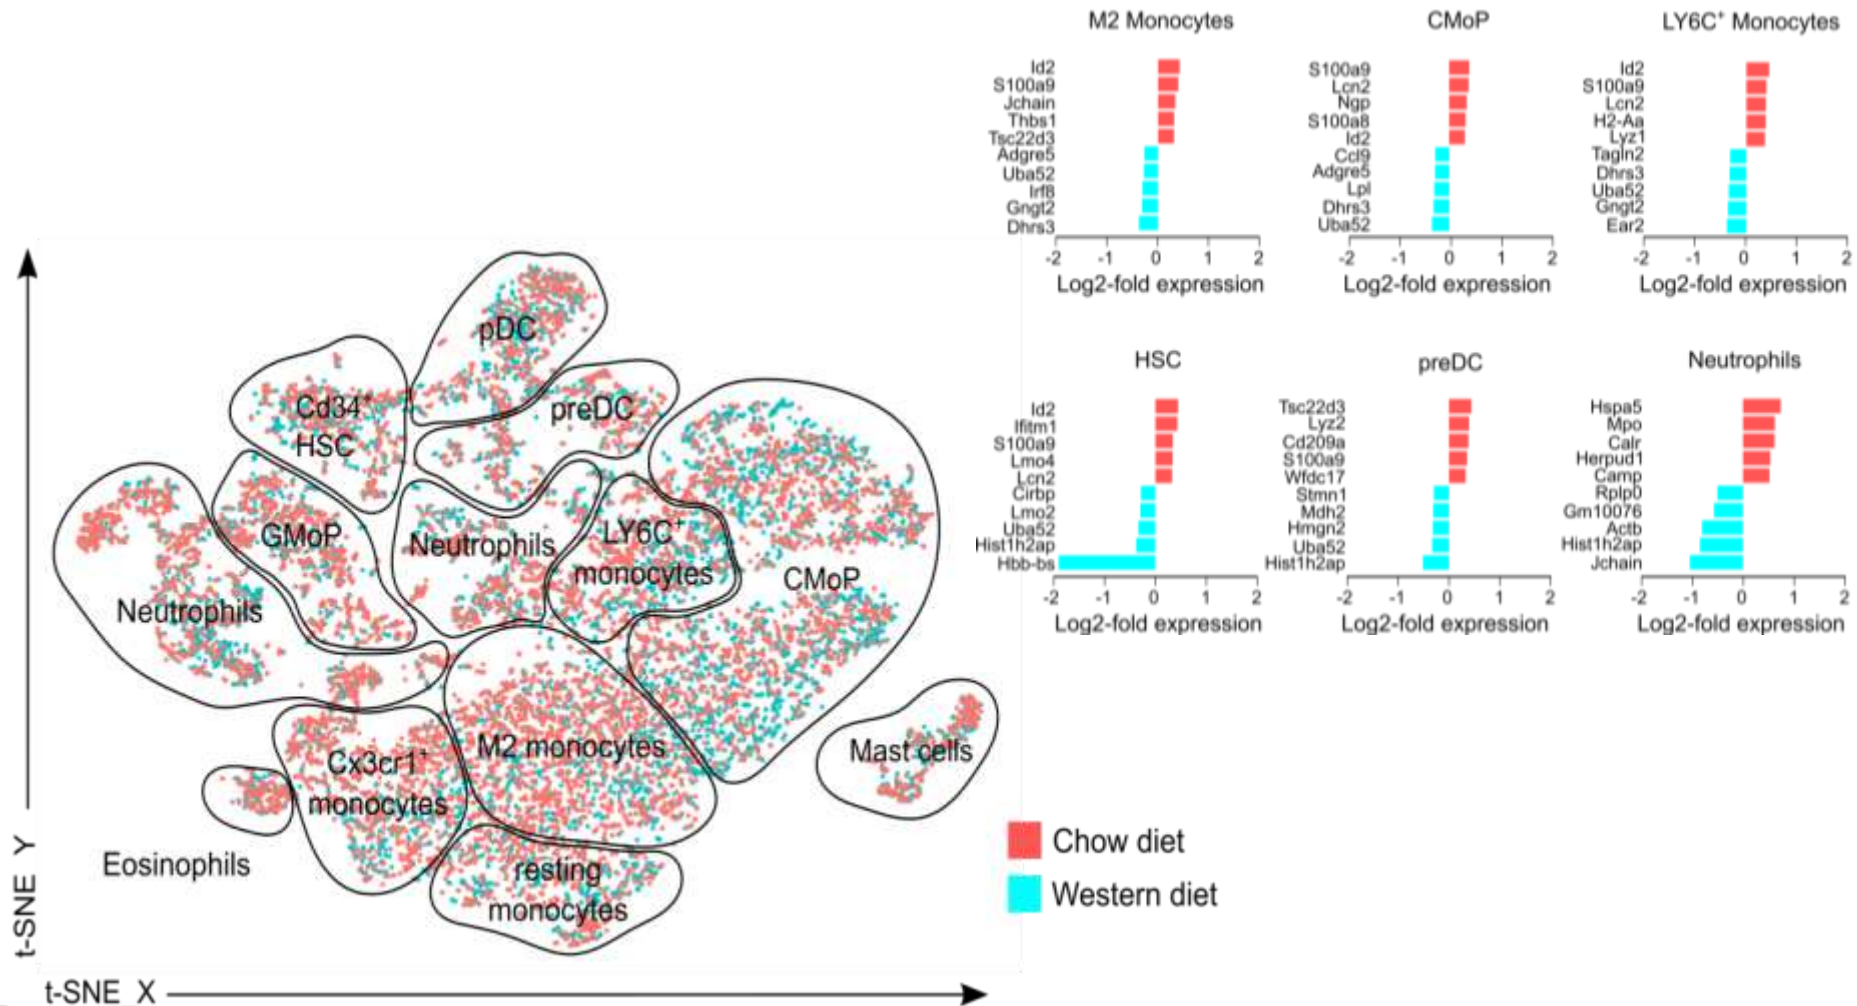 M2 Monocytes
Id2
S100a9
Jchain
Thbs1
Tsc22d3
Adgre5
Uba52
Irf8
Gngt2
Dhrs3
-2 -1 0 1 2
Log2-fold expression
CMoP
S100a9
Lcn2
Ngp
S100a8
Id2
Ccl9
Adgre5
Lpl
Dhrs3
Uba52
-2 -1 0 1 2
Log2-fold expression
LY6C⁺ Monocytes
Id2
S100a9
Lcn2
H2-Aa
Lyz1
Tagln2
Dhrs3
Uba52
Gngt2
Ear2
-2 -1 0 1 2
Log2-fold expression
HSC
Id2
Ifitm1
S100a9
Lmo4
Lcn2
Cirbp
Lmo2
Uba52
Hist1h2ap
Hbb-bs
-2 -1 0 1 2
Log2-fold expression
preDC
Tsc22d3
Lyz2
Cd209a
S100a9
Wfdc17
Stmn1
Mdh2
Hmgn2
Uba52
Hist1h2ap
-2 -1 0 1 2
Log2-fold expression
Neutrophils
Hspa5
Mpo
Calr
Herpud1
Camp
Rplp0
Gm10076
Actb
Hist1h2ap
Jchain
-2 -1 0 1 2
Log2-fold expression
pDC
preDC
Cd34⁺
HSC
GMoP
Neutrophils
LY6C⁺
monocytes
CMoP
Neutrophils
M2 monocytes
Cx3cr1⁺
monocytes
Mast cells
Eosinophils
resting
monocytes
Chow diet
Western diet
t-SNE Y
t-SNE X